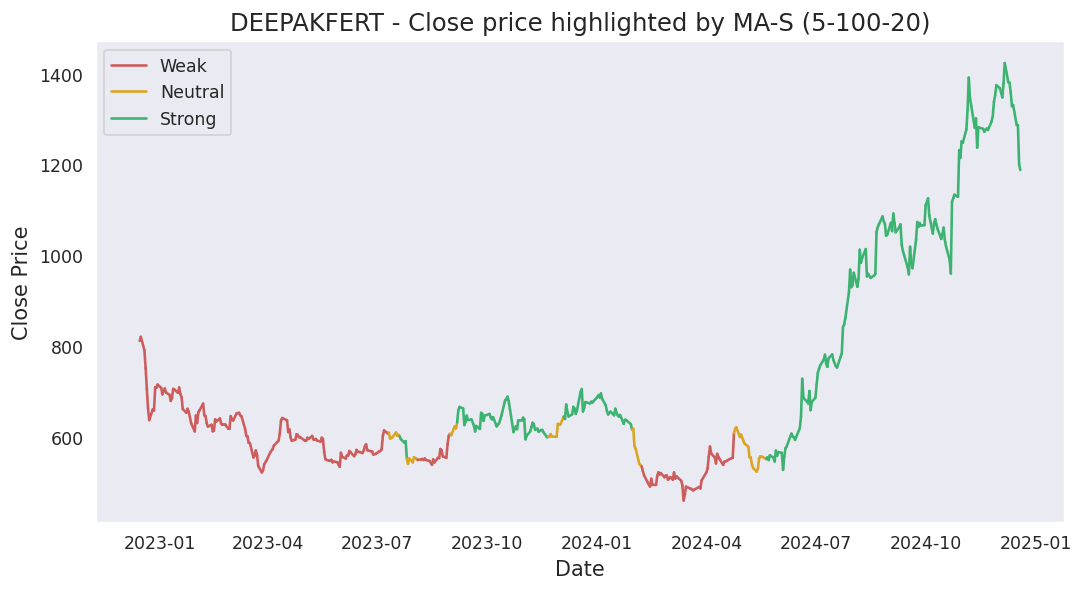 DEEPAKFERT - Close price highlighted by MA-S (5-100-20)
Weak
Neutral
Strong
Close Price
1400
1200
1000
800
600
2023-01 2023-04 2023-07 2023-10 2024-01 2024-04 2024-07 2024-10 2025-01
Date